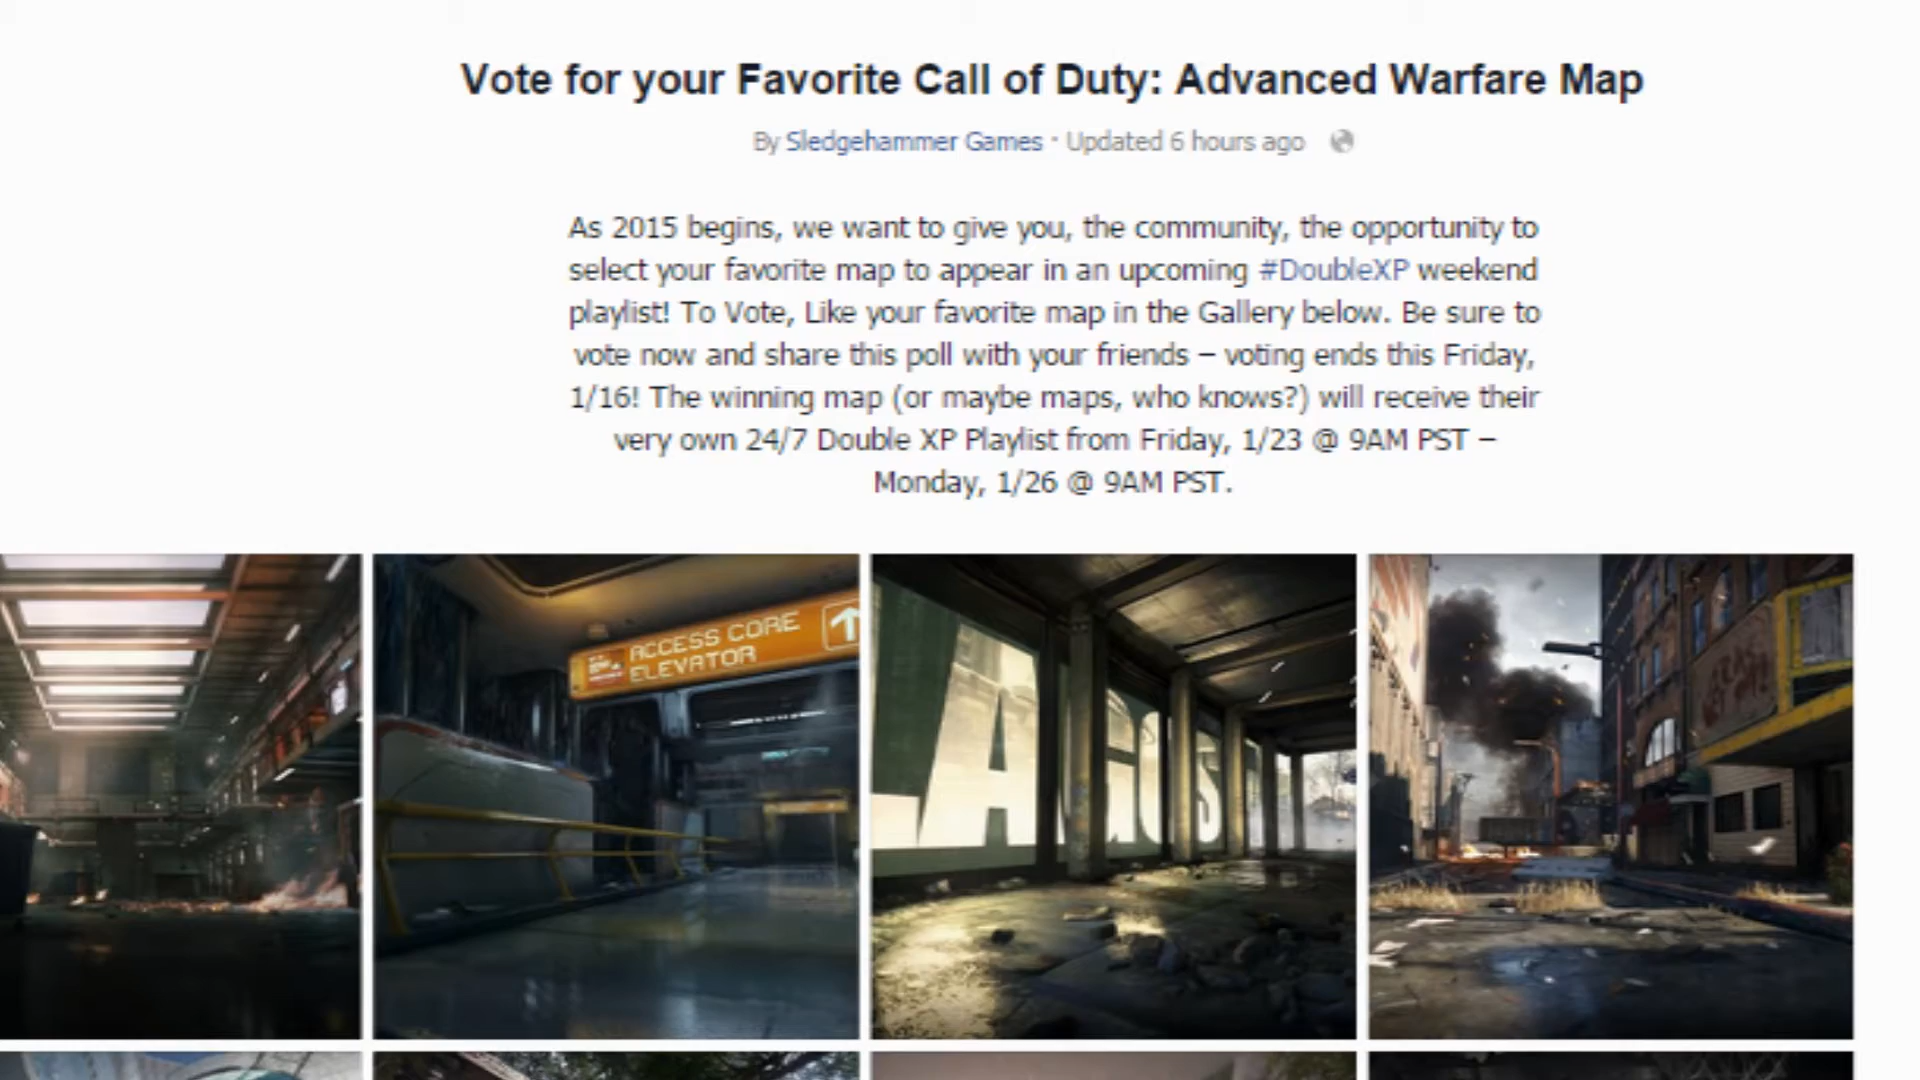 Vote for your Favorite Call of Duty: Advanced Warfare Map
By Sledgehammer Games · Updated 6 hours ago
As 2015 begins, we want to give you, the community, the opportunity to
select your favorite map to appear in an upcoming #DoubleXP weekend
playlist! To Vote, Like your favorite map in the Gallery below. Be sure to
vote now and share this poll with your friends – voting ends this Friday,
1/16! The winning map (or maybe maps, who knows?) will receive their
very own 24/7 Double XP Playlist from Friday, 1/23 @ 9AM PST –
Monday, 1/26 @ 9AM PST.
ACCESS CORE
ELEVATOR